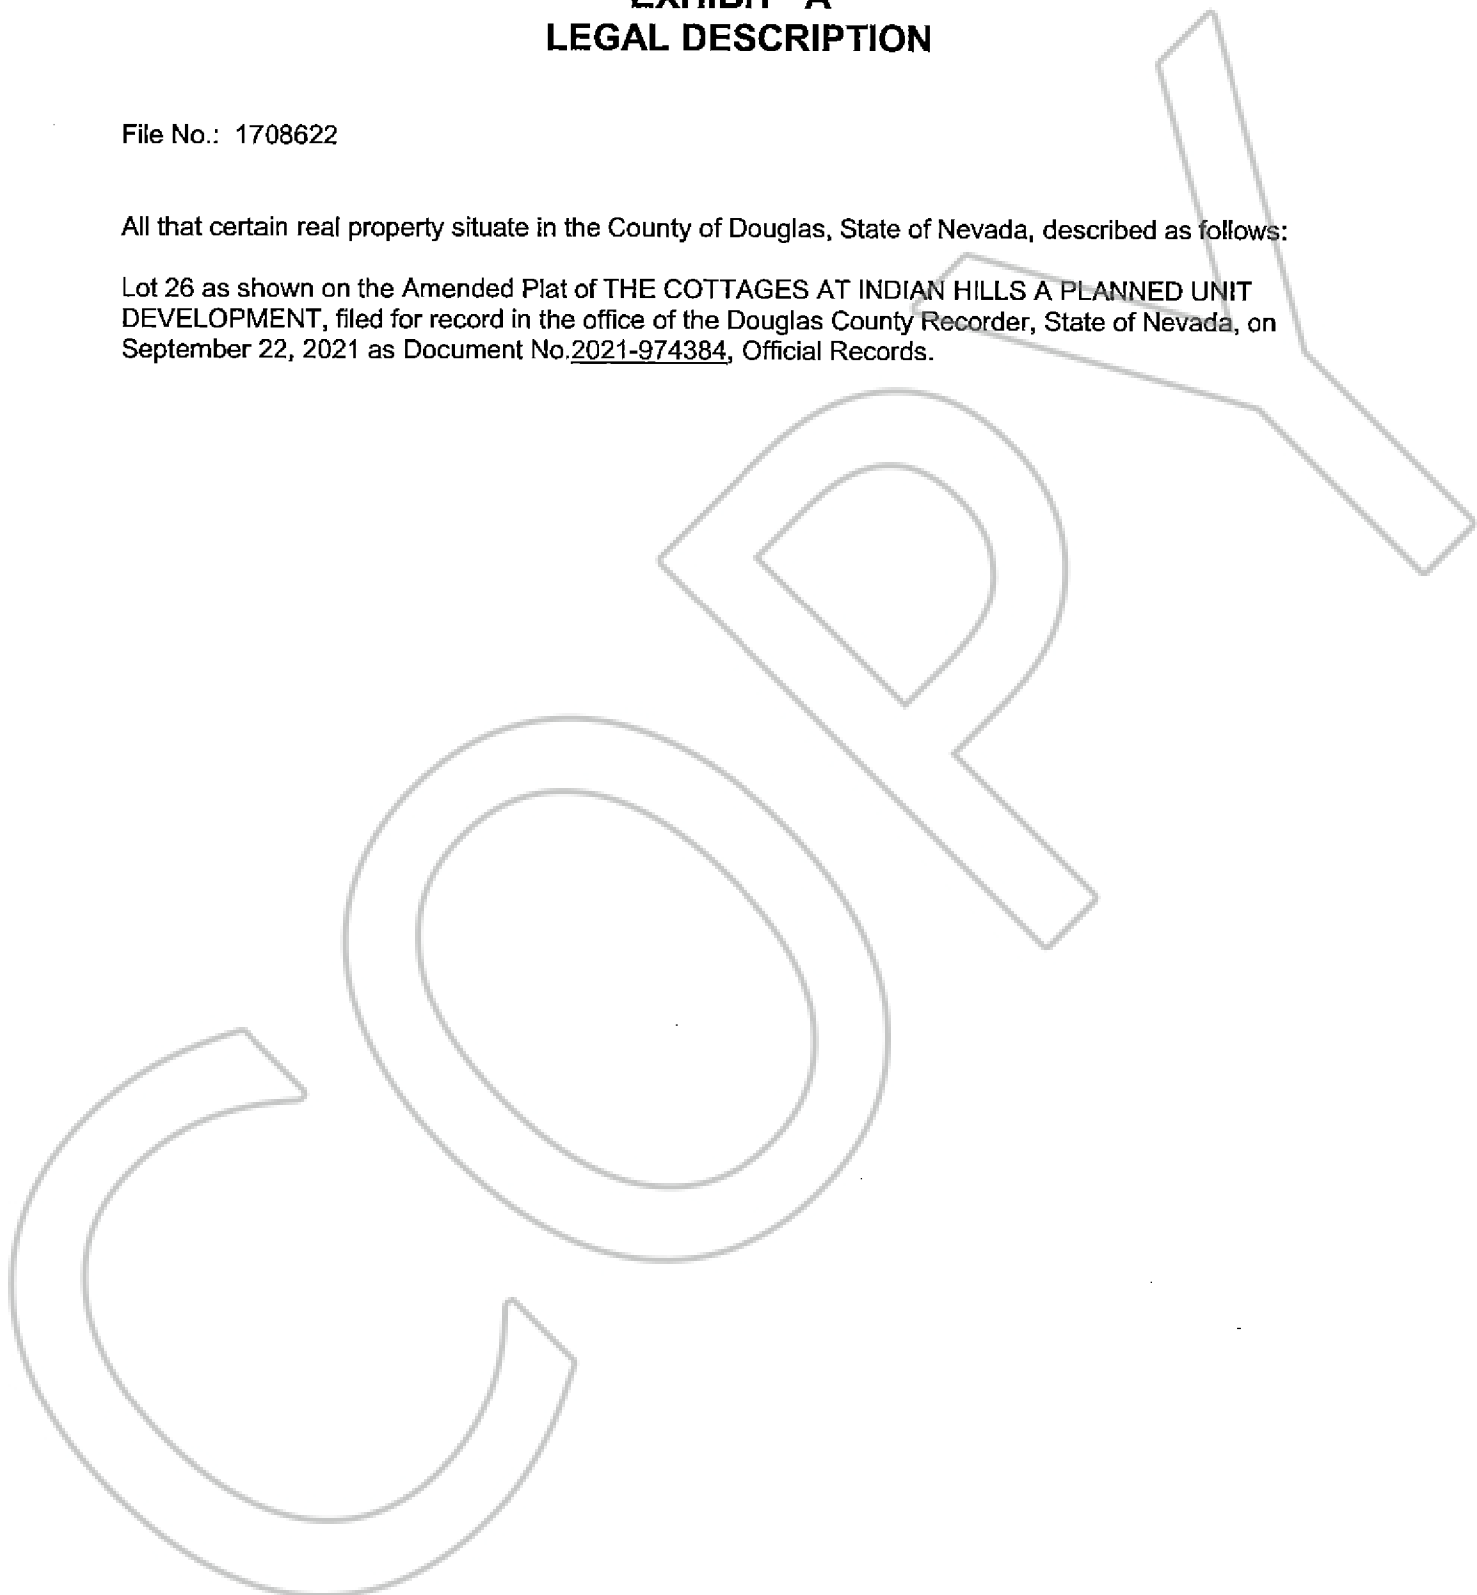 EXHIBIT "A"
LEGAL DESCRIPTION
File No.: 1708622
All that certain real property situate in the County of Douglas, State of Nevada, described as follows:
Lot 26 as shown on the Amended Plat of THE COTTAGES AT INDIAN HILLS A PLANNED UNIT
DEVELOPMENT, filed for record in the office of the Douglas County Recorder, State of Nevada, on
September 22, 2021 as Document No.2021-974384, Official Records.
COPY